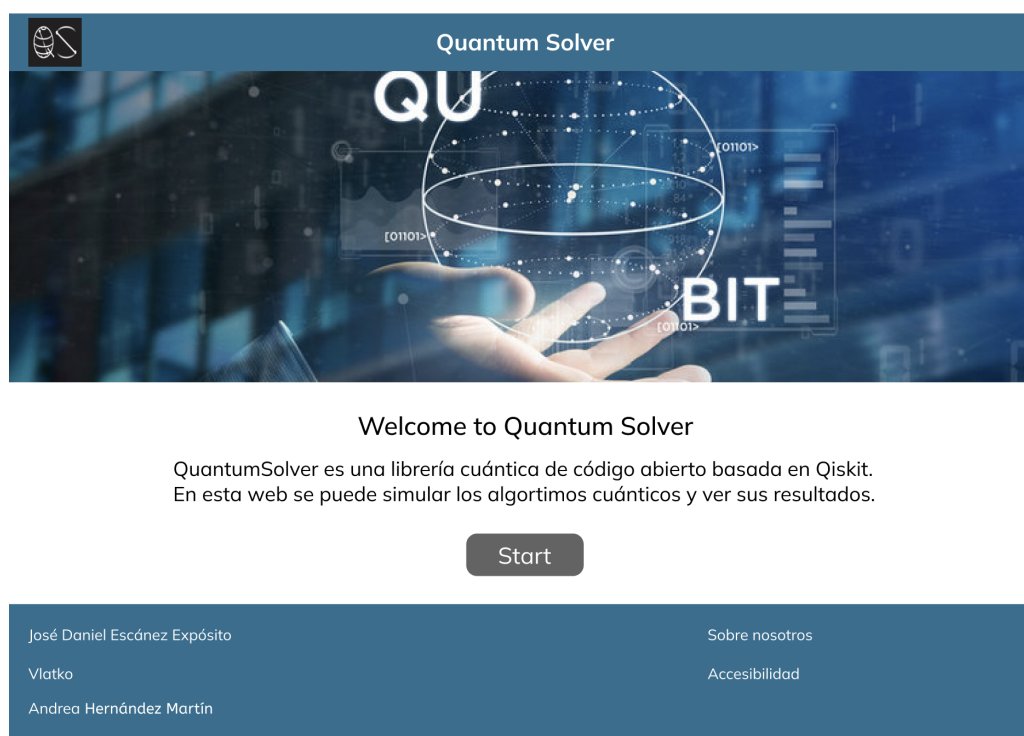 QS
Quantum Solver
QU
[01101>
[01101>
BIT
[01101>
Welcome to Quantum Solver
QuantumSolver es una librería cuántica de código abierto basada en Qiskit.
En esta web se puede simular los algortimos cuánticos y ver sus resultados.
Start
José Daniel Escánez Expósito
Sobre nosotros
Vlatko
Accesibilidad
Andrea Hernández Martín